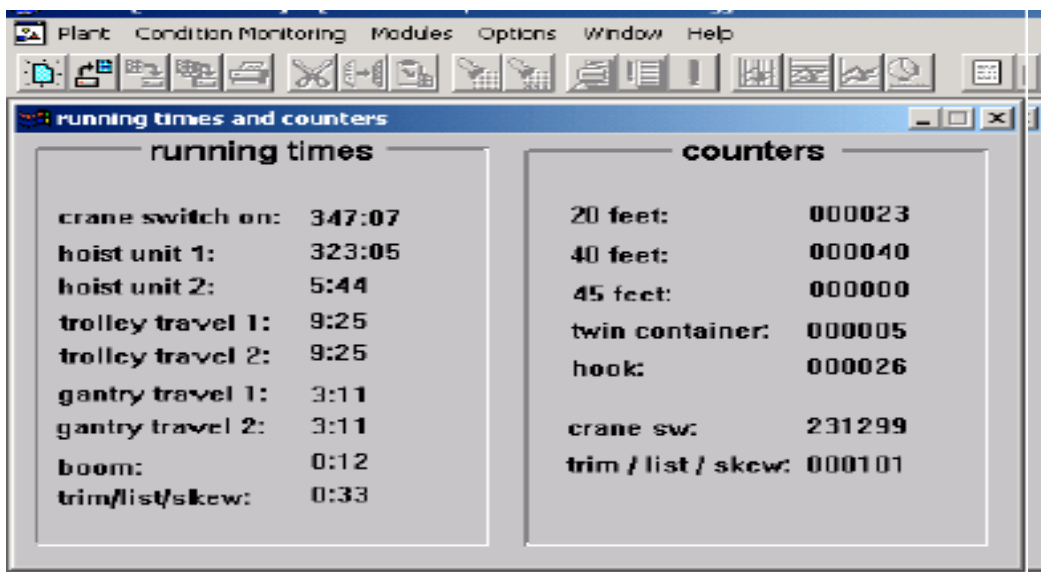 Plant Condition Monitoring Modules Options Window Help
running times and counters
running times
crane switch on: 347:07
hoist unit 1: 323:05
hoist unit 2: 5:44
trolley travel 1: 9:25
trolley travel 2: 9:25
gantry travel 1: 3:11
gantry travel 2: 3:11
boom: 0:12
trim/list/skew: 0:33
counters
20 feet: 000023
40 feet: 000040
45 feet: 000000
twin container: 000005
hook: 000026
crane sw: 231299
trim / list / skew: 000101